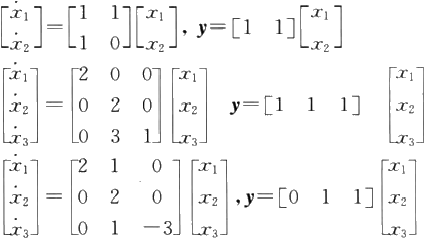 [ẋ₁ ẋ₂] = [1 1; 1 0] [x₁ x₂], y = [1 1] [x₁ x₂]
[ẋ₁ ẋ₂ ẋ₃] = [2 0 0; 0 2 0; 0 3 1] [x₁ x₂ x₃] y = [1 1 1] [x₁ x₂ x₃]
[ẋ₁ ẋ₂ ẋ₃] = [2 1 0; 0 2 0; 0 1 −3] [x₁ x₂ x₃], y = [0 1 1] [x₁ x₂ x₃]